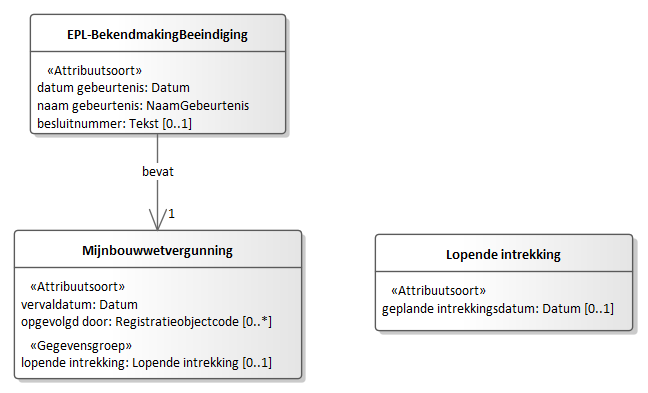 EPL-BekendmakingBeeindiging
«Attribuutsoort»
datum gebeurtenis: Datum
naam gebeurtenis: NaamGebeurtenis
besluitnummer: Tekst [0..1]
bevat
1
Mijnbouwwetvergunning
«Attribuutsoort»
vervaldatum: Datum
opgevolgd door: Registratieobjectcode [0..*]
«Gegevensgroep»
lopende intrekking: Lopende intrekking [0..1]
Lopende intrekking
«Attribuutsoort»
geplande intrekkingsdatum: Datum [0..1]